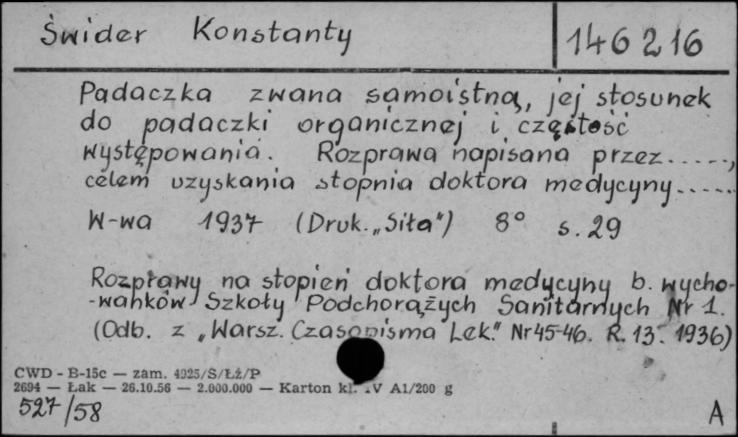 Świder Konstanty 146216
Padaczka zwana samoistną, jej stosunek
do padaczki organicznej i częstość
występowania. Rozprawa napisana przez.....,
celem uzyskania stopnia doktora medycyny.....
W-wa 1937 (Druk. „Siła") 8° s. 29
Rozprawy na stopień doktora medycyny b. wycho-
-wanków Szkoły Podchorążych Sanitarnych Nr 1.
(Odb. z „Warsz. Czasopisma Lek." Nr 45-46. R. 13. 1936)
CWD - B-15c — zam. 4925/S/Łż/P
2694 — Łak — 26.10.56 — 2.000.000 — Karton kl. IV A1/200 g
527/58 A